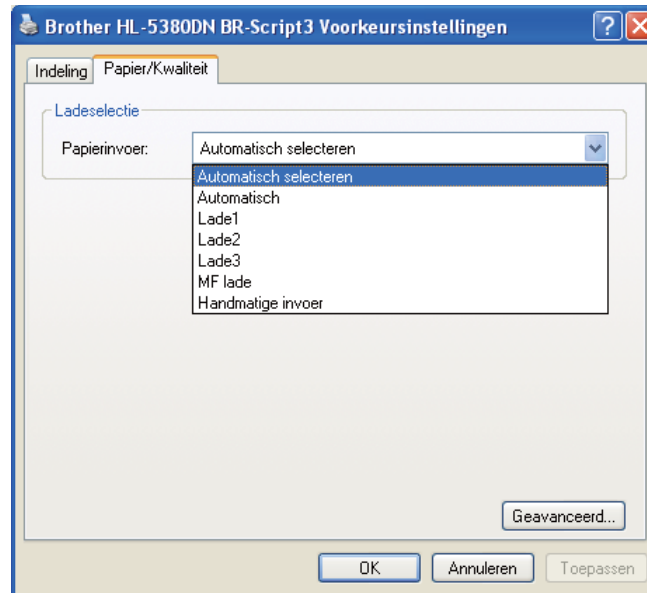 Brother HL-5380DN BR-Script3 Voorkeursinstellingen
Indeling Papier/Kwaliteit
Ladeselectie
Papierinvoer: Automatisch selecteren
Automatisch selecteren
Automatisch
Lade1
Lade2
Lade3
MF lade
Handmatige invoer
Geavanceerd...
OK Annuleren Toepassen